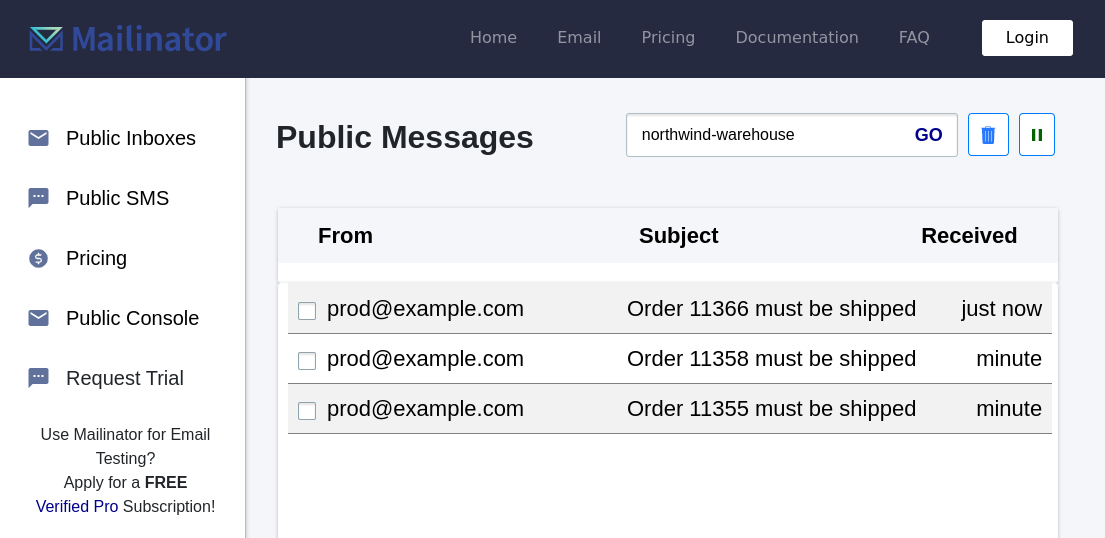 Mailinator
Home Email Pricing Documentation FAQ Login
Public Inboxes
Public SMS
Pricing
Public Console
Request Trial
Use Mailinator for Email
Testing?
Apply for a FREE
Verified Pro Subscription!
Public Messages
northwind-warehouse GO
From Subject Received
prod@example.com Order 11366 must be shipped just now
prod@example.com Order 11358 must be shipped minute
prod@example.com Order 11355 must be shipped minute